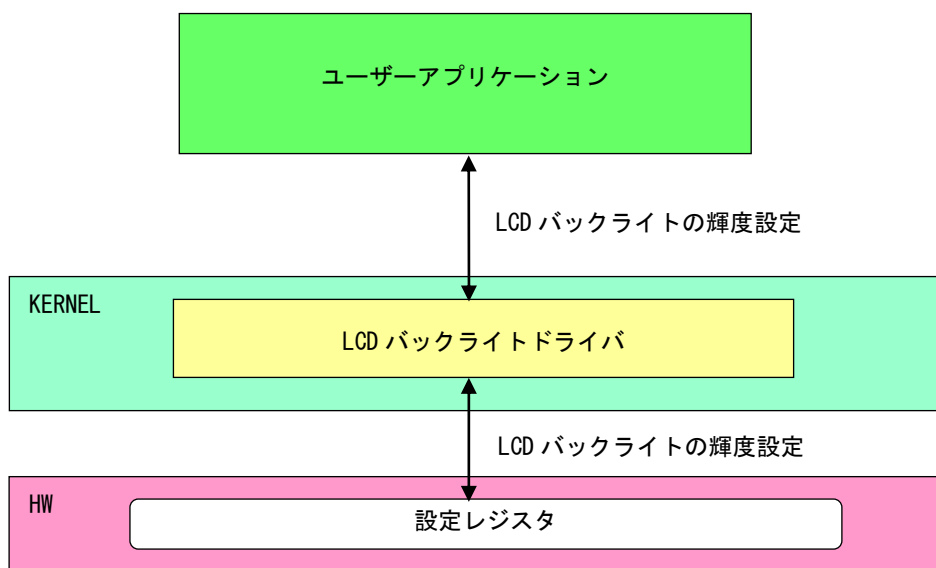 ユーザーアプリケーション
LCD バックライトの輝度設定
KERNEL
LCD バックライトドライバ
LCD バックライトの輝度設定
HW
設定レジスタ